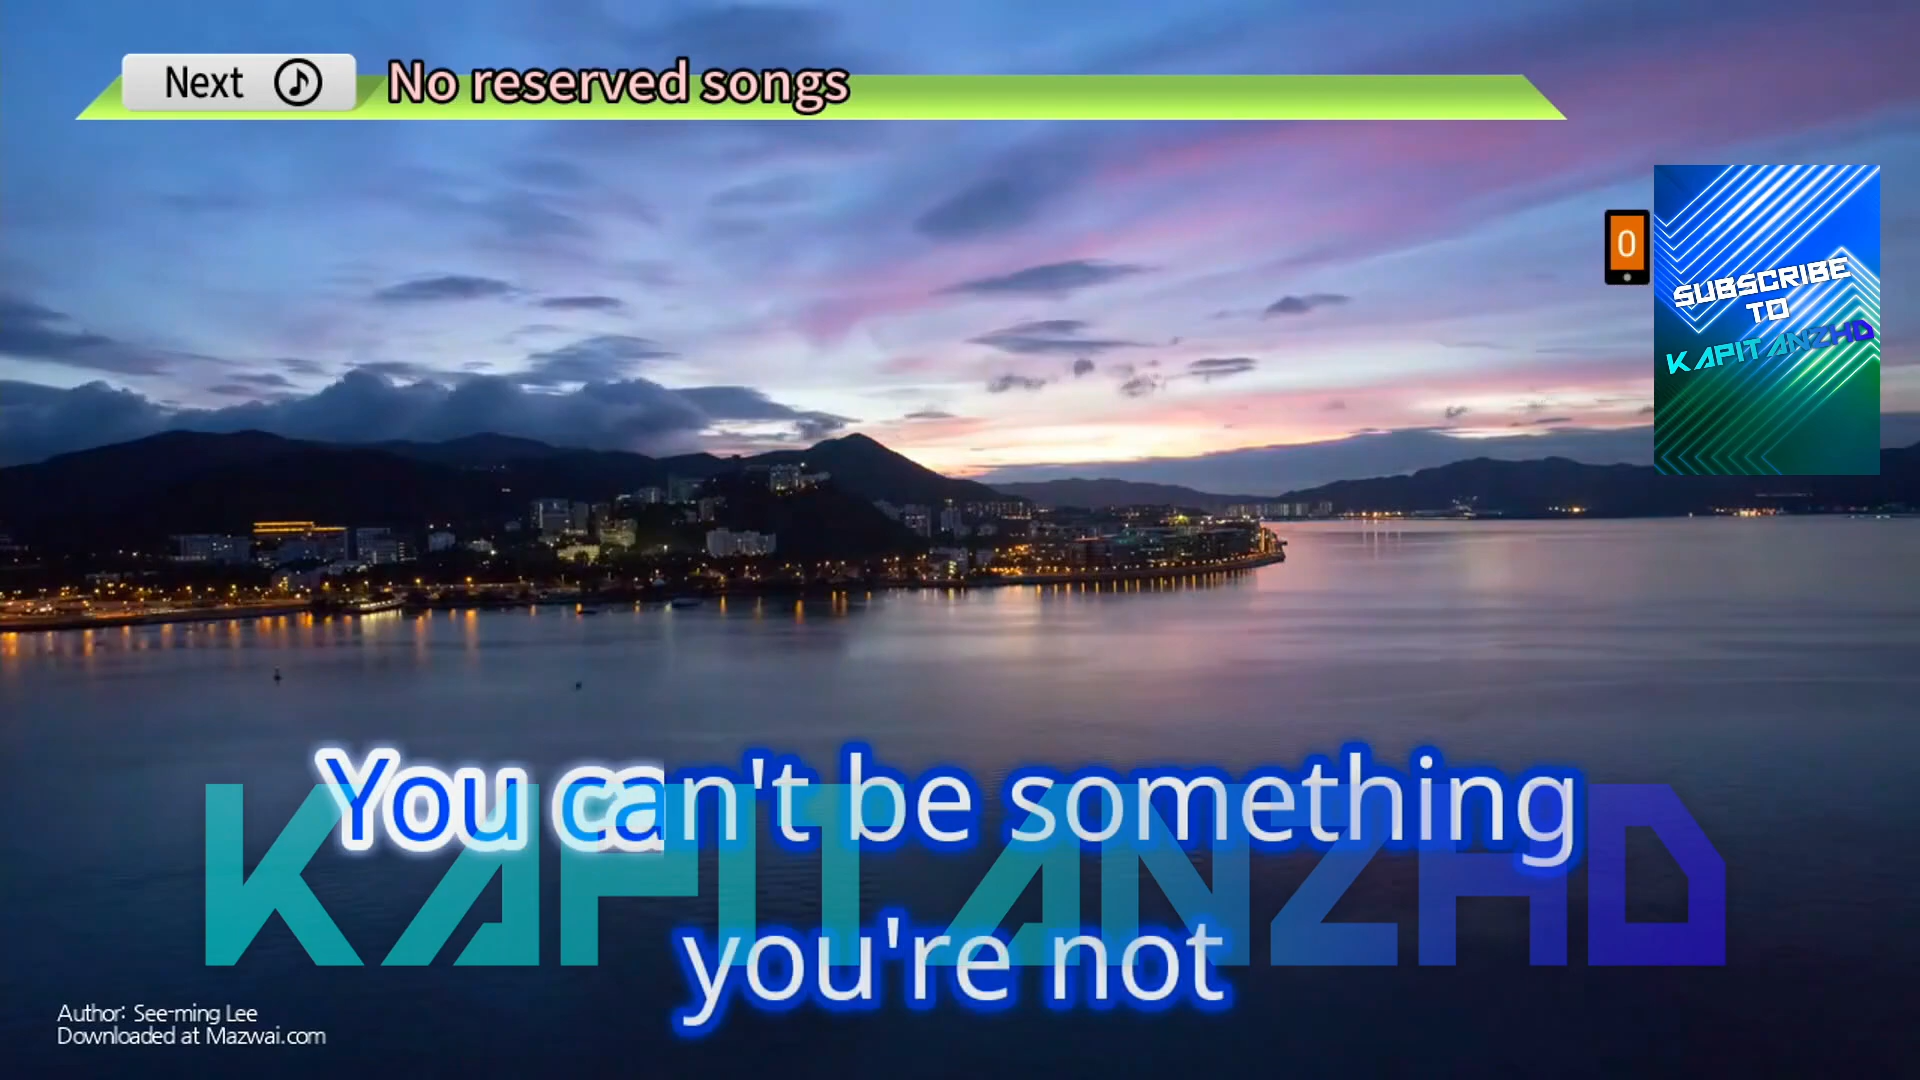 Next
No reserved songs
0
SUBSCRIBE
TO
KAPITANZHD
You can't be something
KAPITANZHD
you're not
Author: See-ming Lee
Downloaded at Mazwai.com